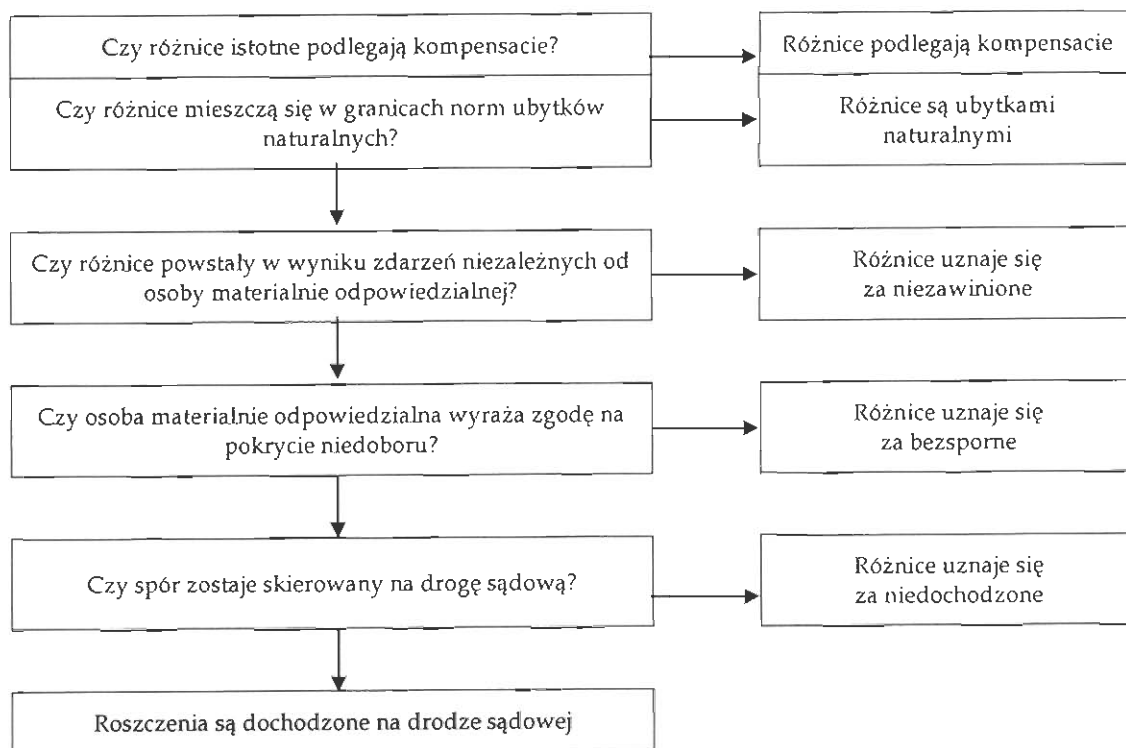 Czy różnice istotne podlegają kompensacie?
Różnice podlegają kompensacie
Czy różnice mieszczą się w granicach norm ubytków
naturalnych?
Różnice są ubytkami
naturalnymi
Czy różnice powstały w wyniku zdarzeń niezależnych od
osoby materialnie odpowiedzialnej?
Różnice uznaje się
za niezawinione
Czy osoba materialnie odpowiedzialna wyraża zgodę na
pokrycie niedoboru?
Różnice uznaje się
za bezsporne
Czy spór zostaje skierowany na drogę sądową?
Różnice uznaje się
za niedochodzone
Roszczenia są dochodzone na drodze sądowej